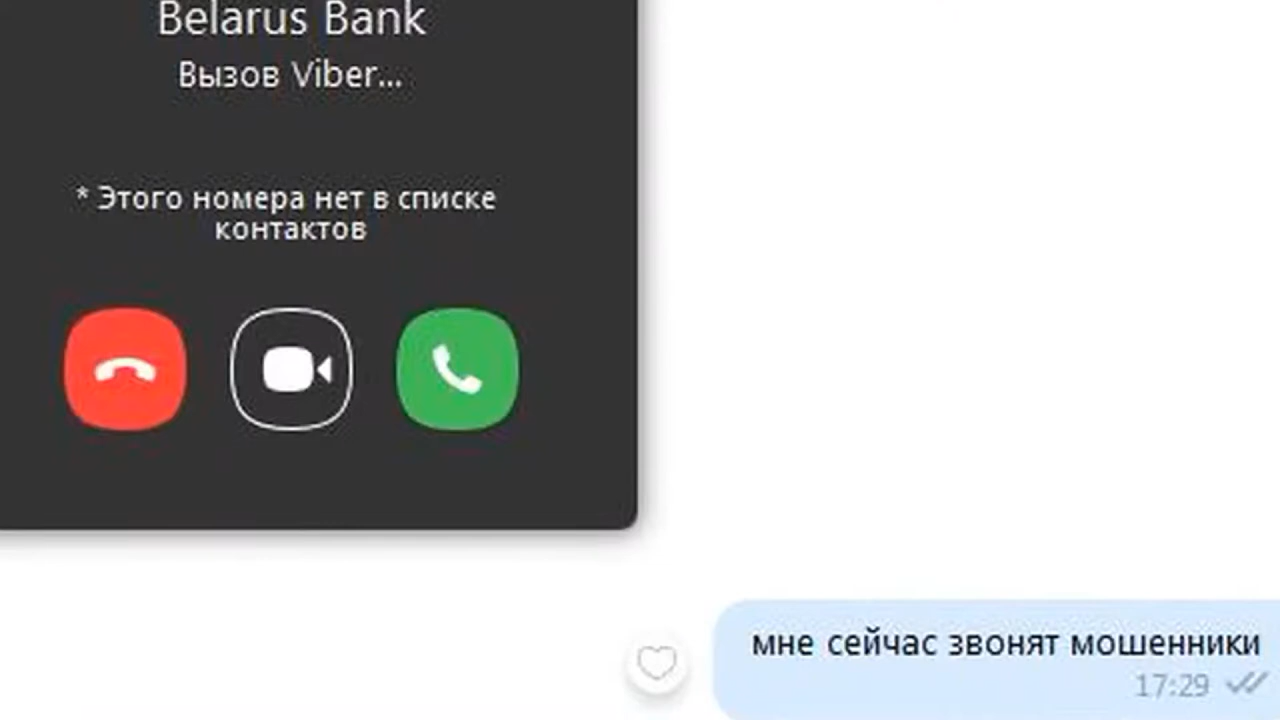 Belarus Bank
Вызов Viber...
* Этого номера нет в списке
контактов
мне сейчас звонят мошенники
17:29